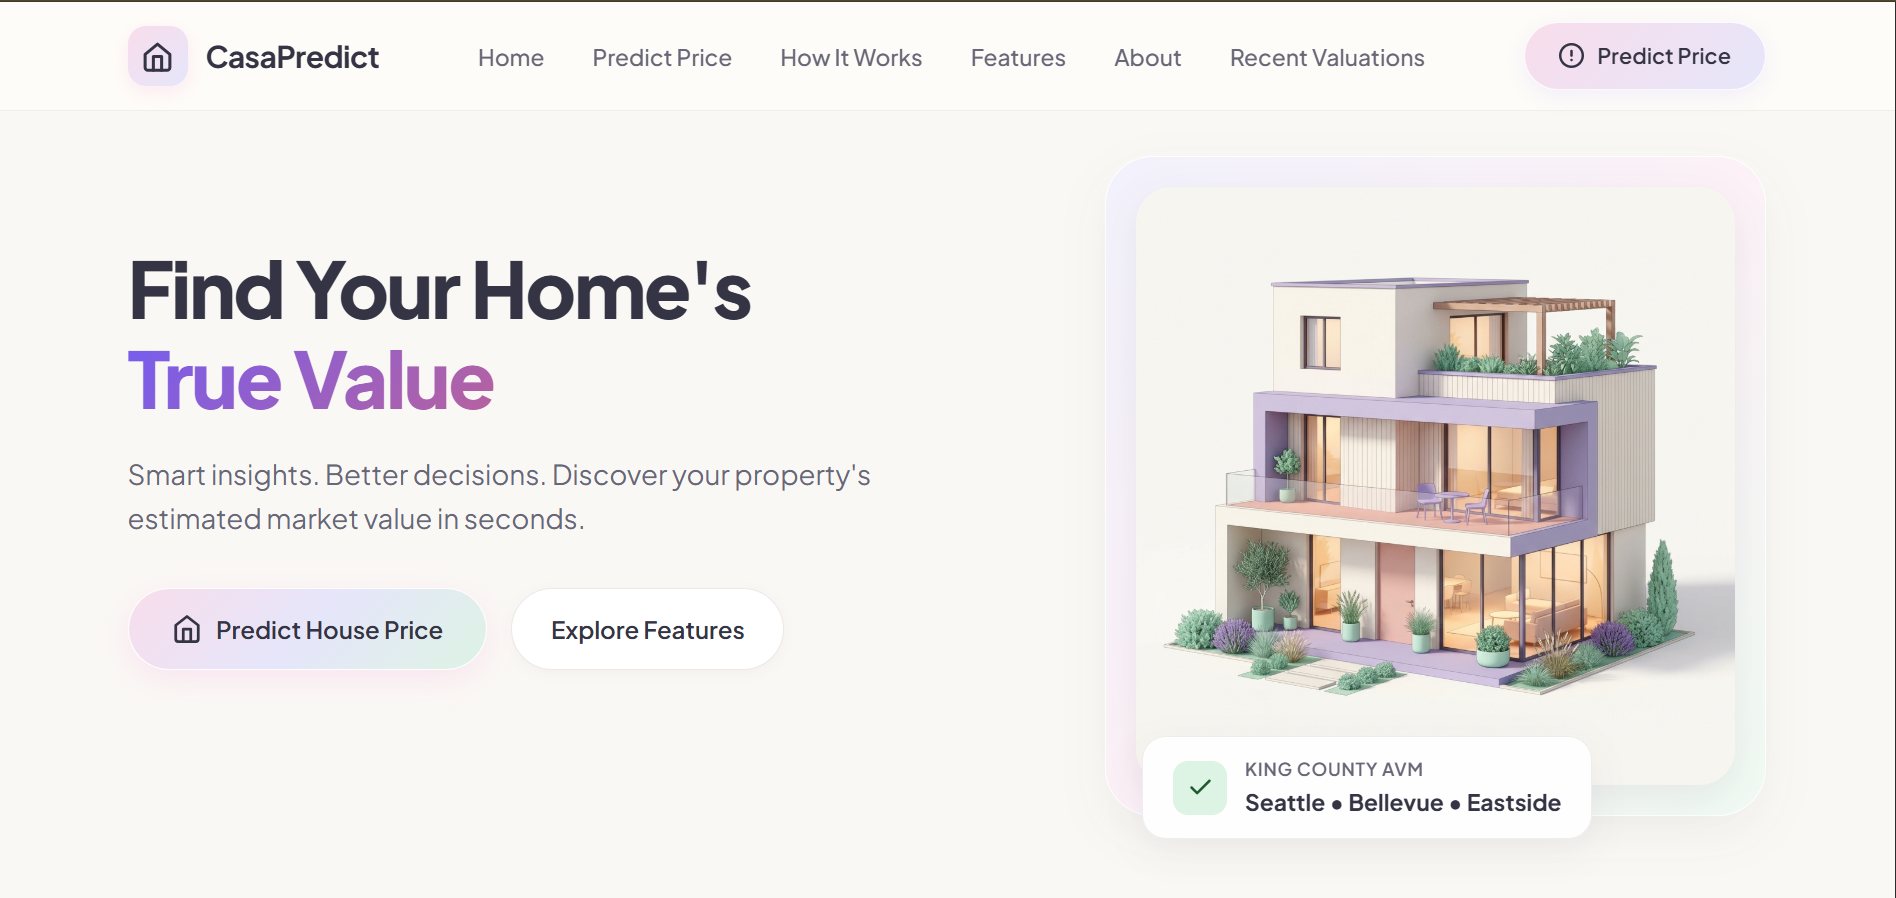 CasaPredict
Home
Predict Price
How It Works
Features
About
Recent Valuations
Predict Price
Find Your Home's
True Value
Smart insights. Better decisions. Discover your property's
estimated market value in seconds.
Predict House Price
Explore Features
KING COUNTY AVM
Seattle • Bellevue • Eastside